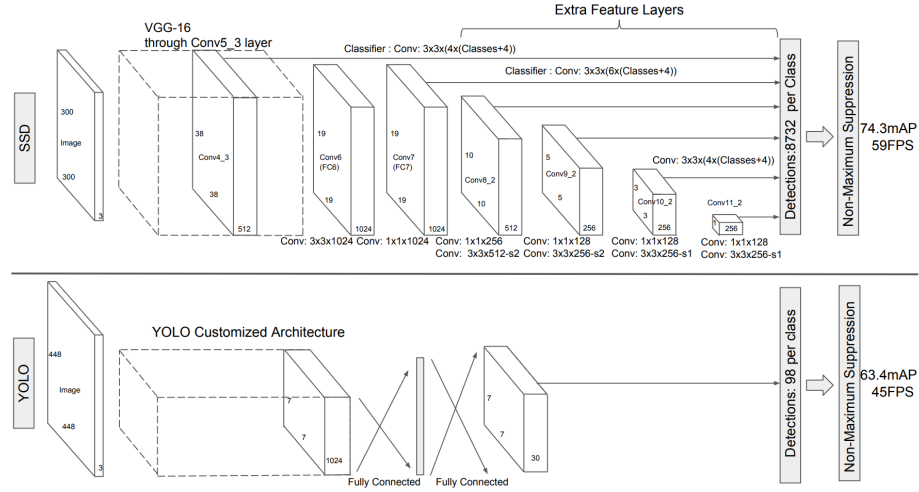 Extra Feature Layers
VGG-16
through Conv5_3 layer
Classifier : Conv: 3x3x(4x(Classes+4))
Classifier : Conv: 3x3x(6x(Classes+4))
SSD
300
Image
300
3
38
Conv4_3
38
512
19
Conv6
(FC6)
19
1024
19
Conv7
(FC7)
19
1024
10
Conv8_2
10
512
5
Conv9_2
5
256
Conv: 3x3x(4x(Classes+4))
3
Conv10_2
3
256
Conv11_2
1
256
Conv: 3x3x1024
Conv: 1x1x1024
Conv: 1x1x256
Conv: 3x3x512-s2
Conv: 1x1x128
Conv: 3x3x256-s2
Conv: 1x1x128
Conv: 3x3x256-s1
Conv: 1x1x128
Conv: 3x3x256-s1
Detections:8732 per Class
Non-Maximum Suppression
74.3mAP
59FPS
YOLO
448
Image
448
3
YOLO Customized Architecture
7
7
1024
Fully Connected
Fully Connected
7
7
30
Detections: 98 per class
Non-Maximum Suppression
63.4mAP
45FPS